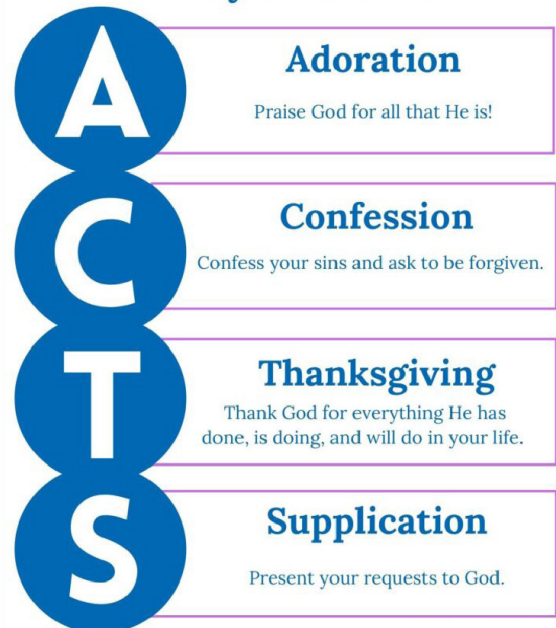 A
Adoration
Praise God for all that He is!
C
Confession
Confess your sins and ask to be forgiven.
T
Thanksgiving
Thank God for everything He has
done, is doing, and will do in your life.
S
Supplication
Present your requests to God.